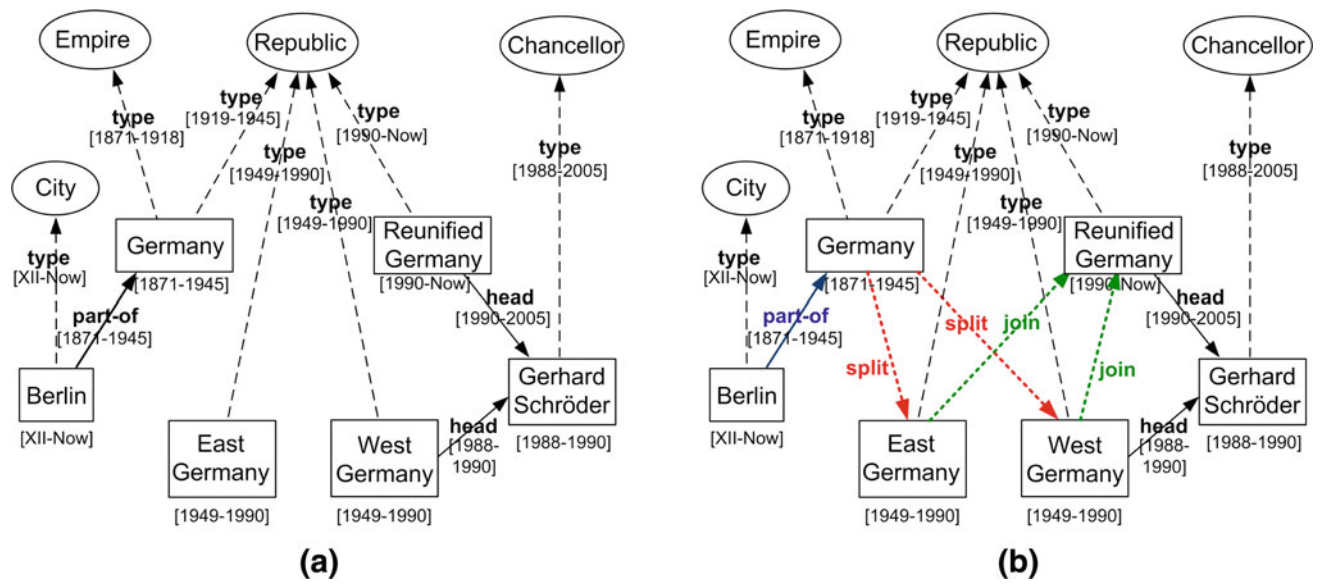 Empire
Republic
Chancellor
type
[1871-1918]
type
[1919-1945]
type
[1990-Now]
type
[1949-1990]
type
[1949-1990]
type
[1988-2005]
City
type
[XII-Now]
Germany
[1871-1945]
Reunified
Germany
[1990-Now]
part-of
[1871-1945]
head
[1990-2005]
Berlin
[XII-Now]
Gerhard
Schröder
[1988-1990]
East
Germany
[1949-1990]
West
Germany
[1949-1990]
head
[1988-
1990]
(a)
Empire
Republic
Chancellor
type
[1871-1918]
type
[1919-1945]
type
[1990-Now]
type
[1949-1990]
type
[1949-1990]
type
[1988-2005]
City
type
[XII-Now]
Germany
[1871-1945]
Reunified
Germany
[1990-Now]
part-of
[1871-1945]
split
split
join
join
head
[1990-2005]
Berlin
[XII-Now]
Gerhard
Schröder
[1988-1990]
East
Germany
[1949-1990]
West
Germany
[1949-1990]
head
[1988-
1990]
(b)